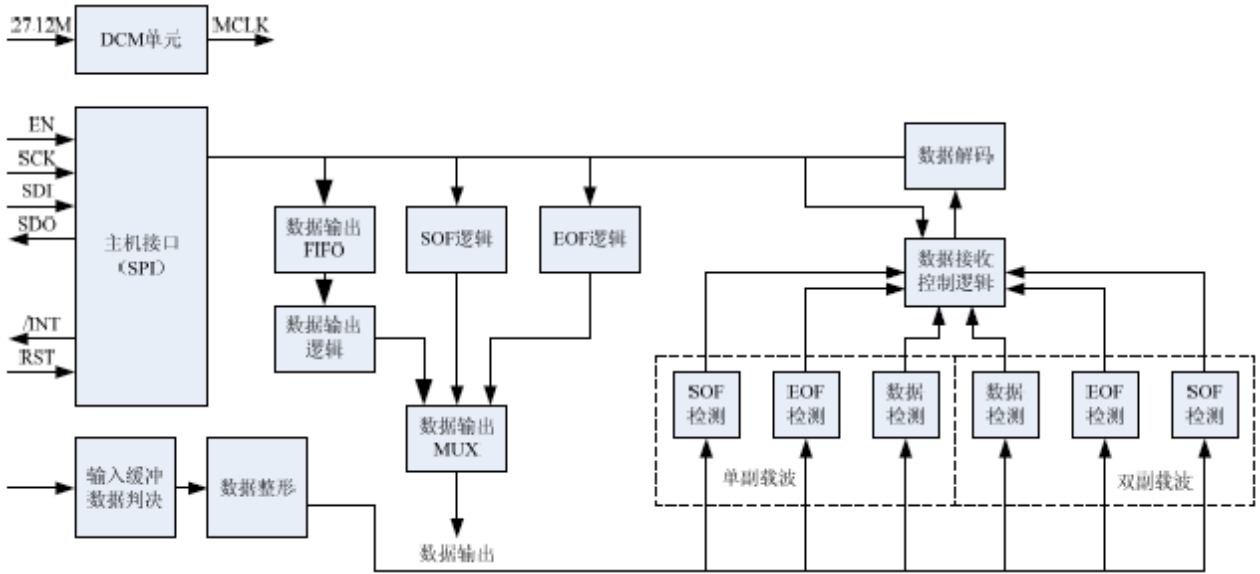 27.12M
DCM单元
MCLK
EN
SCK
SDI
SDO
主机接口
(SPI)
/INT
RST
数据输出
FIFO
SOF逻辑
EOF逻辑
数据解码
数据接收
控制逻辑
数据输出
逻辑
数据输出
MUX
SOF
检测
EOF
检测
数据
检测
数据
检测
EOF
检测
SOF
检测
单副载波
双副载波
输入缓冲
数据判决
数据整形
数据输出